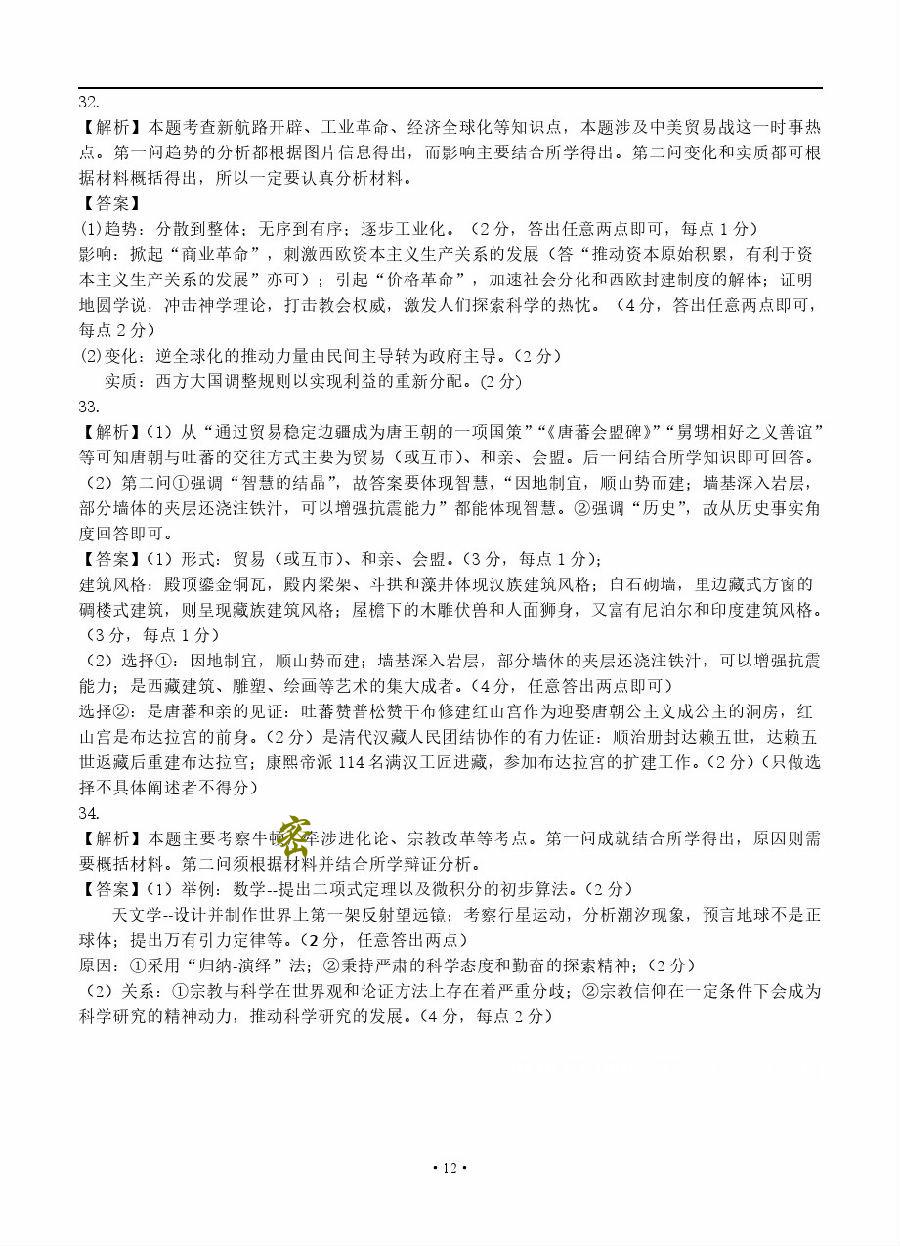 32.
【解析】本题考查新航路开辟、工业革命、经济全球化等知识点，本题涉及中美贸易战这一时事热
点。第一问趋势的分析都根据图片信息得出，而影响主要结合所学得出。第二问变化和实质都可根
据材料概括得出，所以一定要认真分析材料。
【答案】
(1)趋势：分散到整体；无序到有序；逐步工业化。（2分，答出任意两点即可，每点1分）
影响：掀起“商业革命”，刺激西欧资本主义生产关系的发展（答“推动资本原始积累，有利于资
本主义生产关系的发展”亦可）；引起“价格革命”，加速社会分化和西欧封建制度的解体；证明
地圆学说，冲击神学理论，打击教会权威，激发人们探索科学的热忱。（4分，答出任意两点即可，
每点2分）
(2)变化：逆全球化的推动力量由民间主导转为政府主导。（2分）
实质：西方大国调整规则以实现利益的重新分配。(2分)
33.
【解析】（1）从“通过贸易稳定边疆成为唐王朝的一项国策”“《唐蕃会盟碑》”“舅甥相好之义善谊”
等可知唐朝与吐蕃的交往方式主要为贸易（或互市）、和亲、会盟。后一问结合所学知识即可回答。
（2）第二问①强调“智慧的结晶”，故答案要体现智慧，“因地制宜，顺山势而建；墙基深入岩层，
部分墙体的夹层还浇注铁汁，可以增强抗震能力”都能体现智慧。②强调“历史”，故从历史事实角
度回答即可。
【答案】（1）形式：贸易（或互市）、和亲、会盟。（3分，每点1分）；
建筑风格：殿顶鎏金铜瓦，殿内梁架、斗拱和藻井体现汉族建筑风格；白石砌墙，里边藏式方窗的
碉楼式建筑，则呈现藏族建筑风格；屋檐下的木雕伏兽和人面狮身，又富有尼泊尔和印度建筑风格。
（3分，每点1分）
（2）选择①：因地制宜，顺山势而建；墙基深入岩层，部分墙体的夹层还浇注铁汁，可以增强抗震
能力；是西藏建筑、雕塑、绘画等艺术的集大成者。（4分，任意答出两点即可）
选择②：是唐蕃和亲的见证：吐蕃赞普松赞干布修建红山宫作为迎娶唐朝公主文成公主的洞房，红
山宫是布达拉宫的前身。（2分）是清代汉藏人民团结协作的有力佐证：顺治册封达赖五世，达赖五
世返藏后重建布达拉宫；康熙帝派114名满汉工匠进藏，参加布达拉宫的扩建工作。（2分）（只做选
择不具体阐述者不得分）
34.
【解析】本题主要考察牛顿 密 牵涉进化论、宗教改革等考点。第一问成就结合所学得出，原因则需
要概括材料。第二问须根据材料并结合所学辩证分析。
【答案】（1）举例：数学--提出二项式定理以及微积分的初步算法。（2分）
天文学--设计并制作世界上第一架反射望远镜；考察行星运动，分析潮汐现象，预言地球不是正
球体；提出万有引力定律等。（2分，任意答出两点）
原因：①采用“归纳-演绎”法；②秉持严肃的科学态度和勤奋的探索精神；（2分）
（2）关系：①宗教与科学在世界观和论证方法上存在着严重分歧；②宗教信仰在一定条件下会成为
科学研究的精神动力，推动科学研究的发展。（4分，每点2分）
·12·